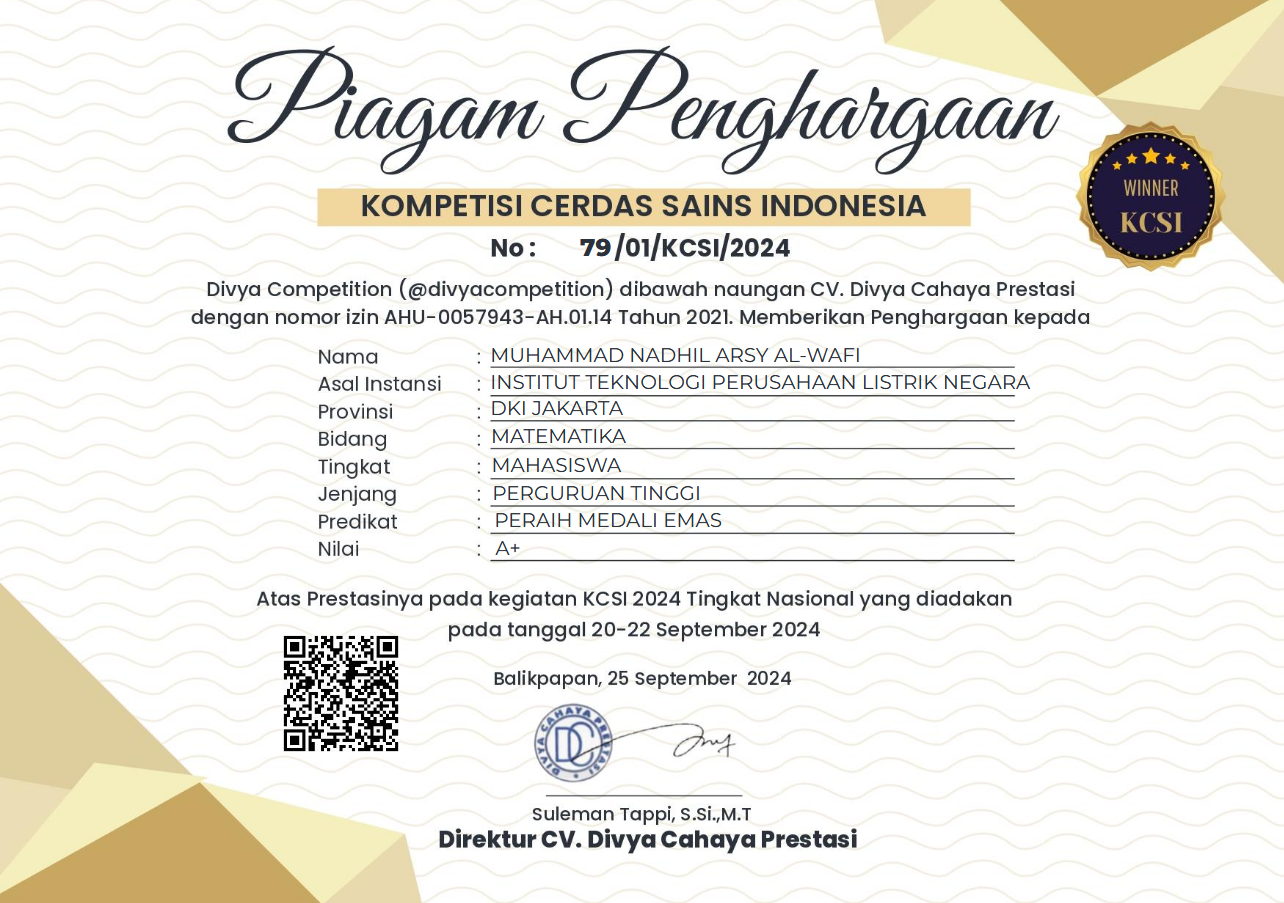 Piagam Penghargaan
WINNER
KCSI
KOMPETISI CERDAS SAINS INDONESIA
No : 79/01/KCSI/2024
Divya Competition (@divyacompetition) dibawah naungan CV. Divya Cahaya Prestasi
dengan nomor izin AHU-0057943-AH.01.14 Tahun 2021. Memberikan Penghargaan kepada
Nama : MUHAMMAD NADHIL ARSY AL-WAFI
Asal Instansi : INSTITUT TEKNOLOGI PERUSAHAAN LISTRIK NEGARA
Provinsi : DKI JAKARTA
Bidang : MATEMATIKA
Tingkat : MAHASISWA
Jenjang : PERGURUAN TINGGI
Predikat : PERAIH MEDALI EMAS
Nilai : A+
Atas Prestasinya pada kegiatan KCSI 2024 Tingkat Nasional yang diadakan
pada tanggal 20-22 September 2024
Balikpapan, 25 September 2024
DIVYA CAHAYA PRESTASI
DC
Suleman Tappi, S.Si.,M.T
Direktur CV. Divya Cahaya Prestasi